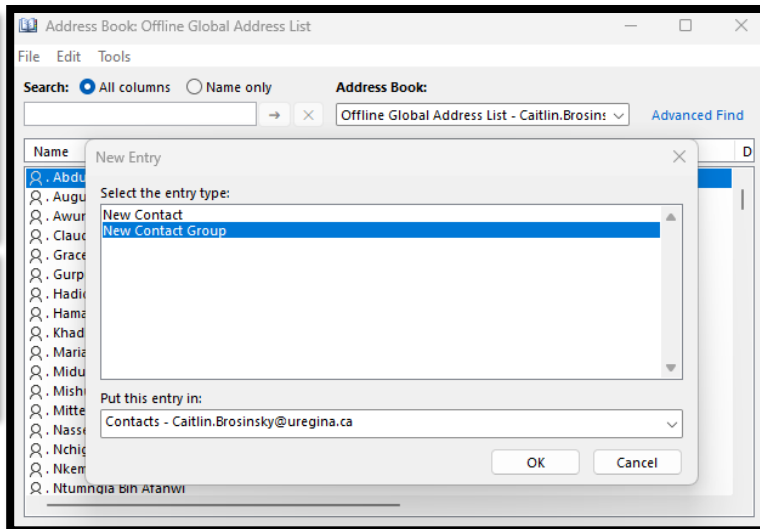 Address Book: Offline Global Address List
File Edit Tools
Search: All columns Name only Address Book:
Offline Global Address List - Caitlin.Brosins Advanced Find
Name D
New Entry
. Abdu
Select the entry type:
. Augu
New Contact
. Awur
New Contact Group
. Claud
. Grace
. Gurp
. Hadic
. Hama
. Khad
. Maria
. Midu
. Mish
Put this entry in:
. Mitte
Contacts - Caitlin.Brosinsky@uregina.ca
. Nasse
. Nchig
OK Cancel
. Nkem
. Ntumngia Bih Afanwi